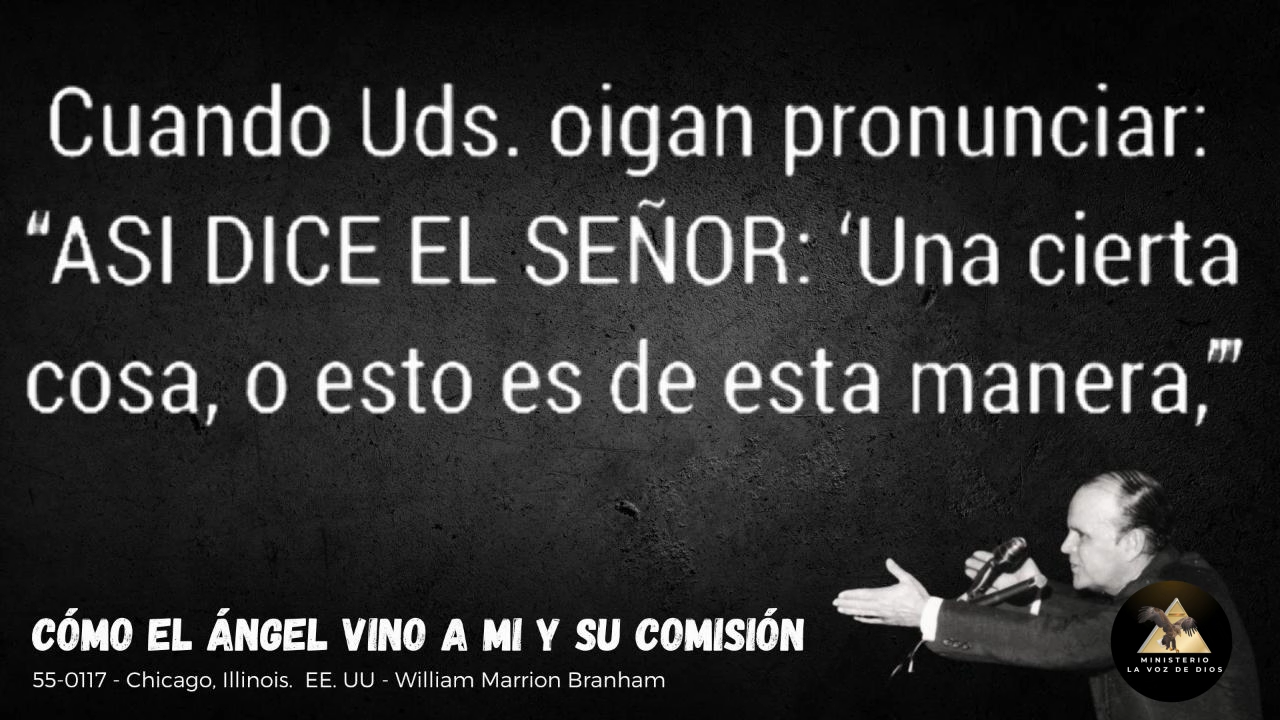 Cuando Uds. oigan pronunciar:
“ASI DICE EL SEÑOR: ‘Una cierta
cosa, o esto es de esta manera,’”
CÓMO EL ÁNGEL VINO A MI Y SU COMISIÓN
55-0117 - Chicago, Illinois. EE. UU - William Marrion Branham
MINISTERIO
LA VOZ DE DIOS